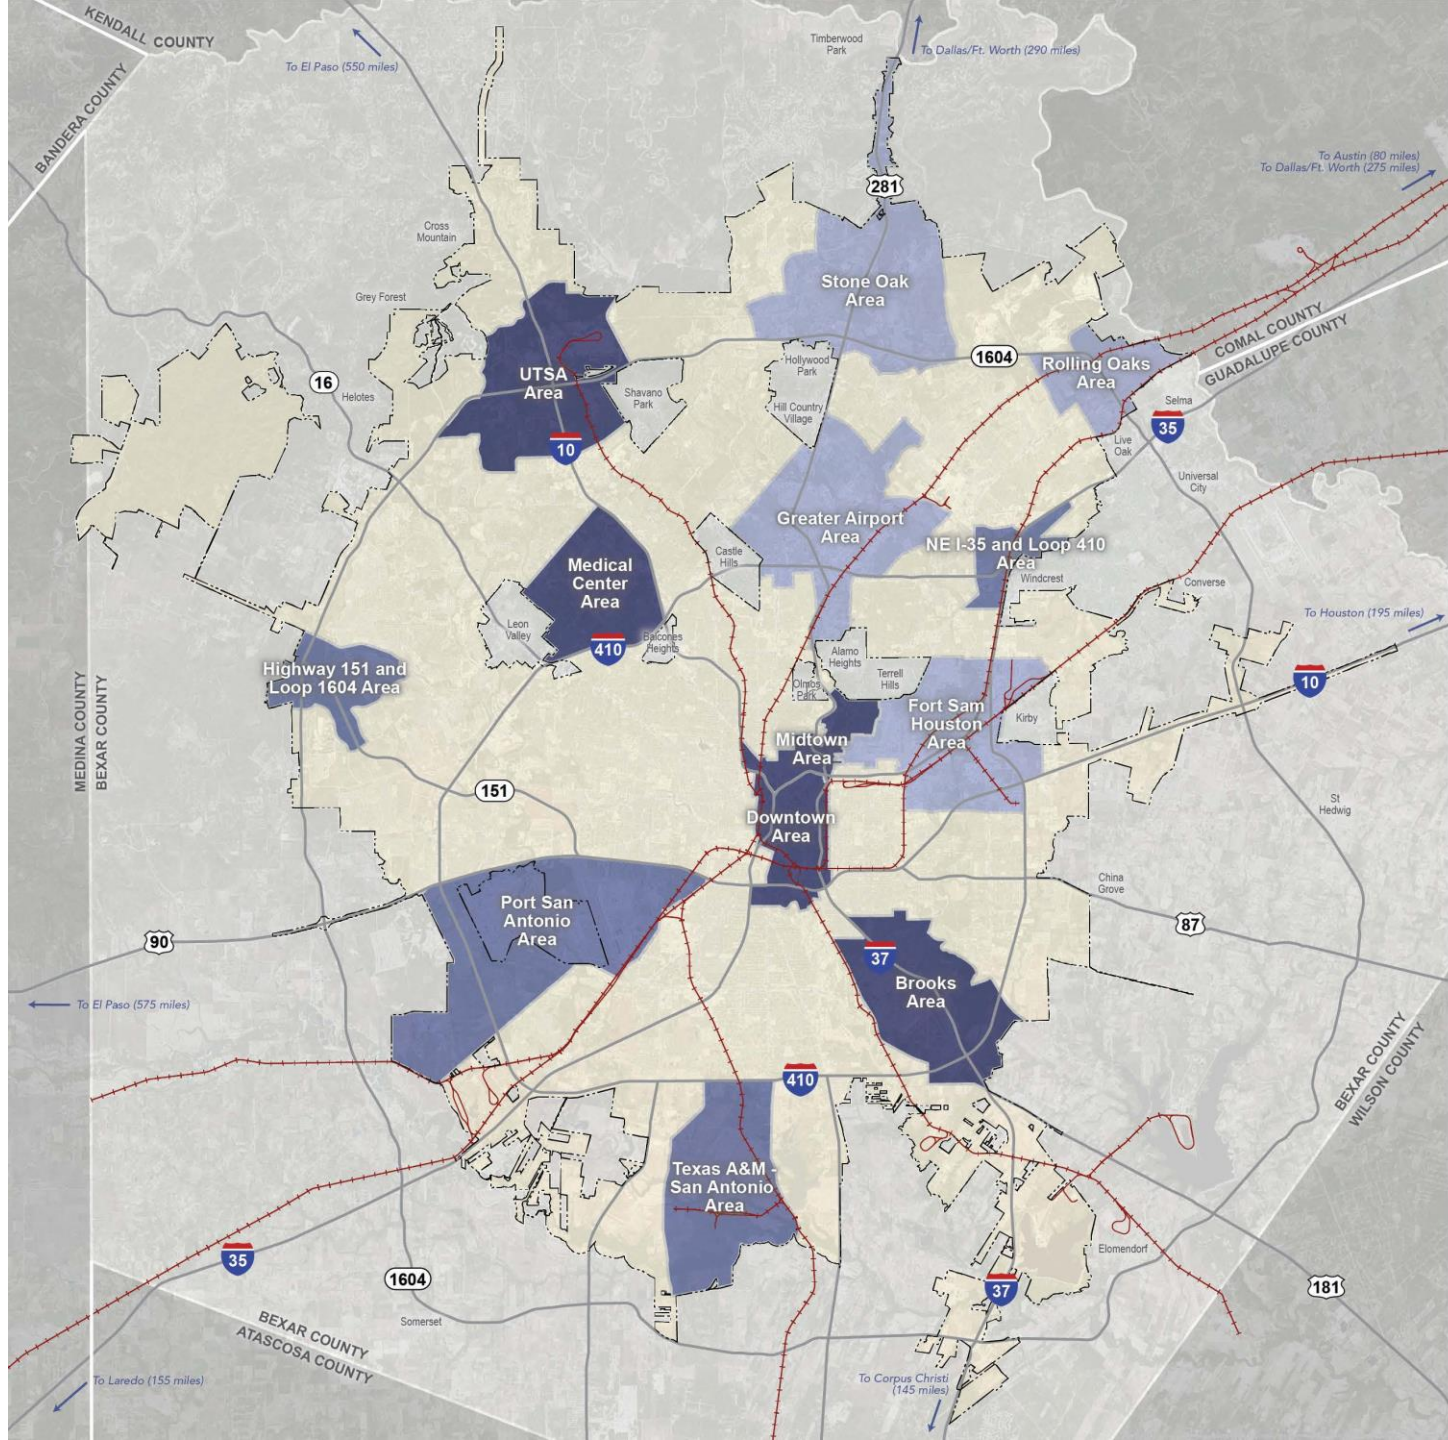 KENDALL COUNTY
BANDERA COUNTY
To El Paso (550 miles)
Timberwood
Park
To Dallas/Ft. Worth (290 miles)
To Austin (80 miles)
To Dallas/Ft. Worth (275 miles)
281
Cross
Mountain
Grey Forest
Stone Oak
Area
COMAL COUNTY
GUADALUPE COUNTY
1604
Rolling Oaks
Area
Hollywood
Park
UTSA
Area
16
Helotes
Shavano
Park
Hill Country
Village
Selma
35
10
Live
Oak
Universal
City
Greater Airport
Area
NE I-35 and Loop 410
Area
Castle
Hills
Windcrest
Converse
Medical
Center
Area
To Houston (195 miles)
Leon
Valley
410
Balcones
Heights
Alamo
Heights
Terrell
Hills
Olmos
Park
10
Highway 151 and
Loop 1604 Area
MEDINA COUNTY
BEXAR COUNTY
Fort Sam
Houston
Area
Kirby
Midtown
Area
151
St
Hedwig
Downtown
Area
China
Grove
Port San
Antonio
Area
87
90
37
Brooks
Area
To El Paso (575 miles)
BEXAR COUNTY
WILSON COUNTY
410
Texas A&M -
San Antonio
Area
35
1604
Elomendorf
37
181
Somerset
BEXAR COUNTY
ATASCOSA COUNTY
To Laredo (155 miles)
To Corpus Christi
(145 miles)